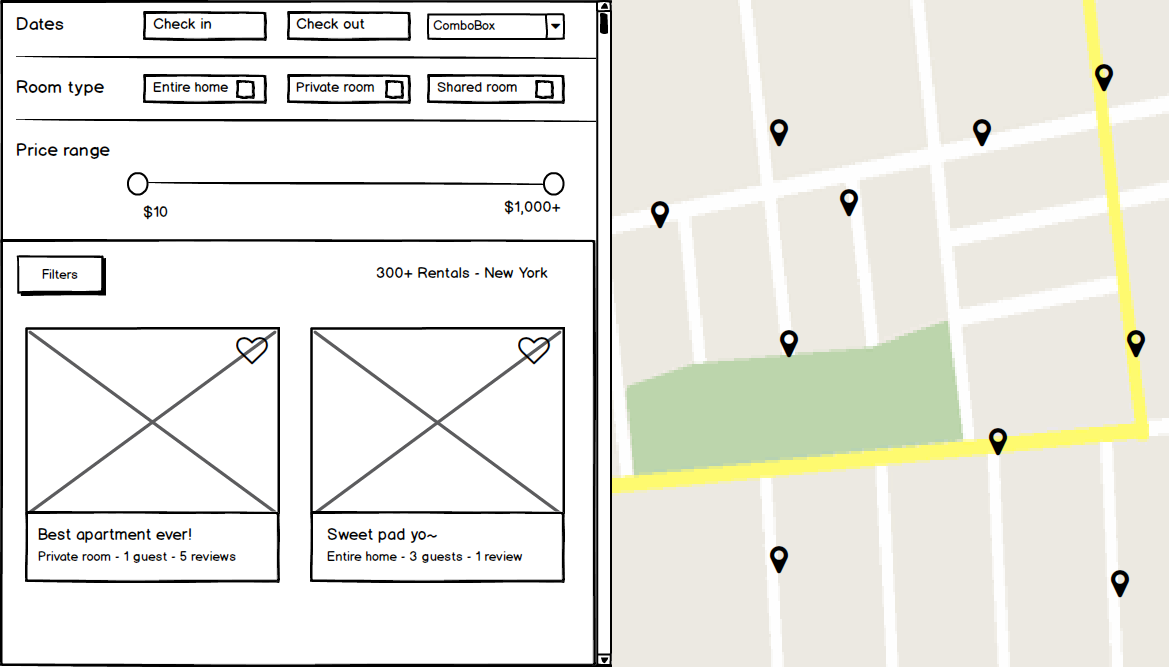 Dates
Check in
Check out
ComboBox
Room type
Entire home
Private room
Shared room
Price range
$10
$1,000+
Filters
300+ Rentals - New York
Best apartment ever!
Private room - 1 guest - 5 reviews
Sweet pad yo~
Entire home - 3 guests - 1 review